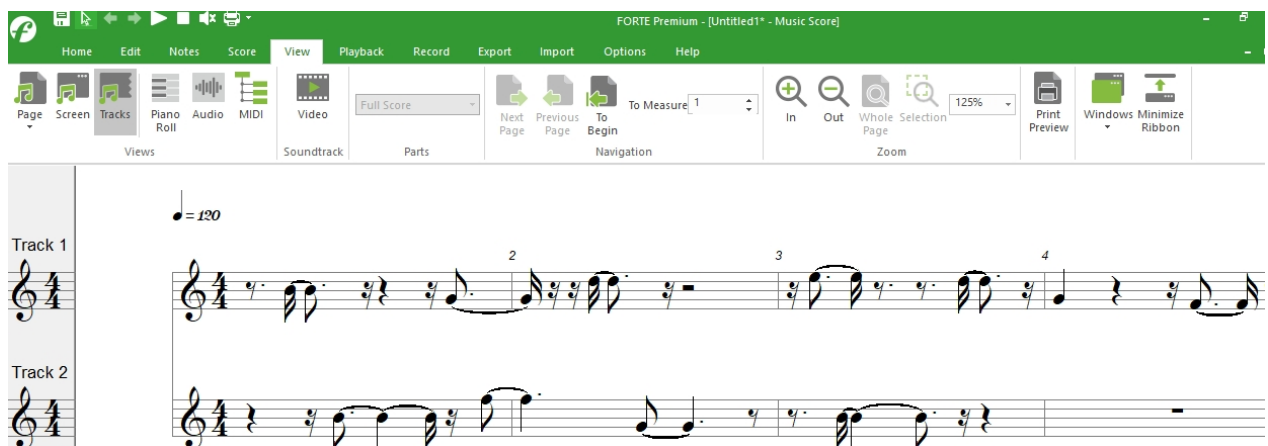 FORTE Premium - [Untitled1* - Music Score]
Home Edit Notes Score View Playback Record Export Import Options Help
Page Screen Tracks Piano Roll Audio MIDI Video Full Score Next Page Previous Page To Begin To Measure 1 In Out Whole Page Selection 125% Print Preview Windows Minimize Ribbon
Views Soundtrack Parts Navigation Zoom
= 120
Track 1
2 3 4
Track 2